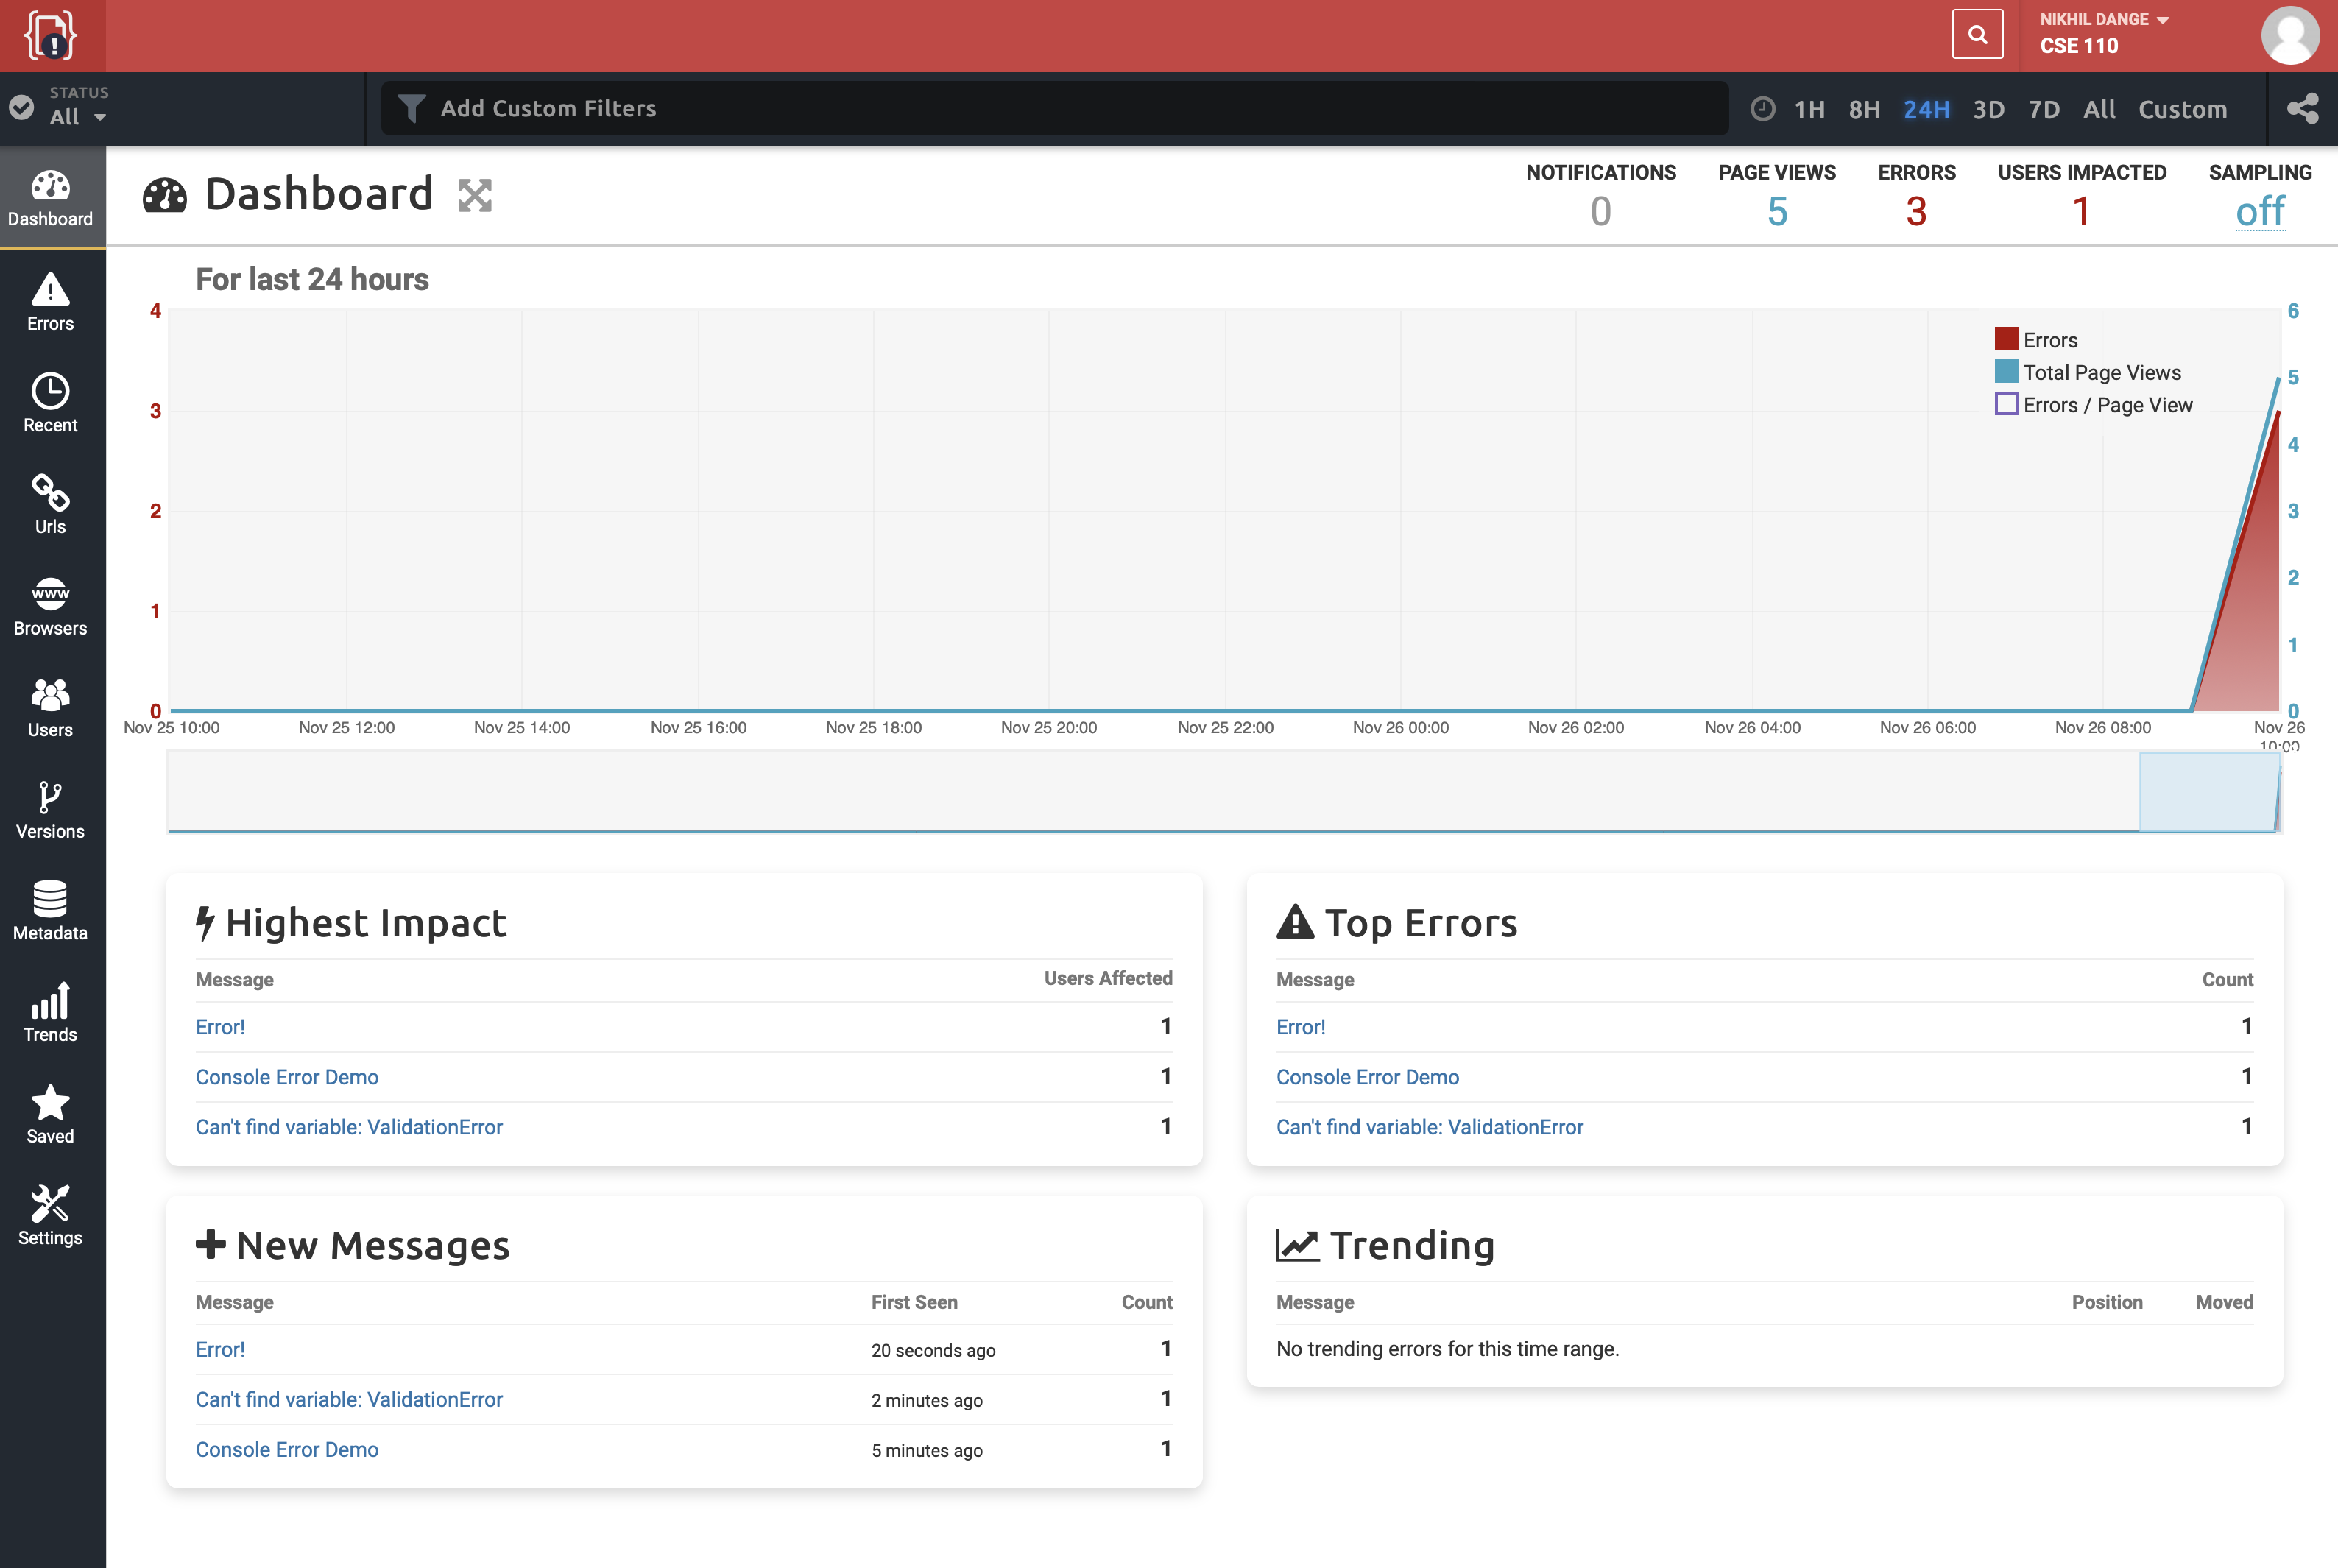 NIKHIL DANGE
CSE 110
STATUS
All
Add Custom Filters
1H 8H 24H 3D 7D All Custom
Dashboard
Errors
Recent
Urls
WWW
Browsers
Users
Versions
Metadata
Trends
Saved
Settings
Dashboard
NOTIFICATIONS PAGE VIEWS ERRORS USERS IMPACTED SAMPLING
0 5 3 1 off
For last 24 hours
4
3
2
1
0
6
5
4
3
2
1
0
Errors
Total Page Views
Errors / Page View
Nov 25 10:00 Nov 25 12:00 Nov 25 14:00 Nov 25 16:00 Nov 25 18:00 Nov 25 20:00 Nov 25 22:00 Nov 26 00:00 Nov 26 02:00 Nov 26 04:00 Nov 26 06:00 Nov 26 08:00 Nov 26
10:00
Highest Impact
Message Users Affected
Error! 1
Console Error Demo 1
Can't find variable: ValidationError 1
Top Errors
Message Count
Error! 1
Console Error Demo 1
Can't find variable: ValidationError 1
New Messages
Message First Seen Count
Error! 20 seconds ago 1
Can't find variable: ValidationError 2 minutes ago 1
Console Error Demo 5 minutes ago 1
Trending
Message Position Moved
No trending errors for this time range.